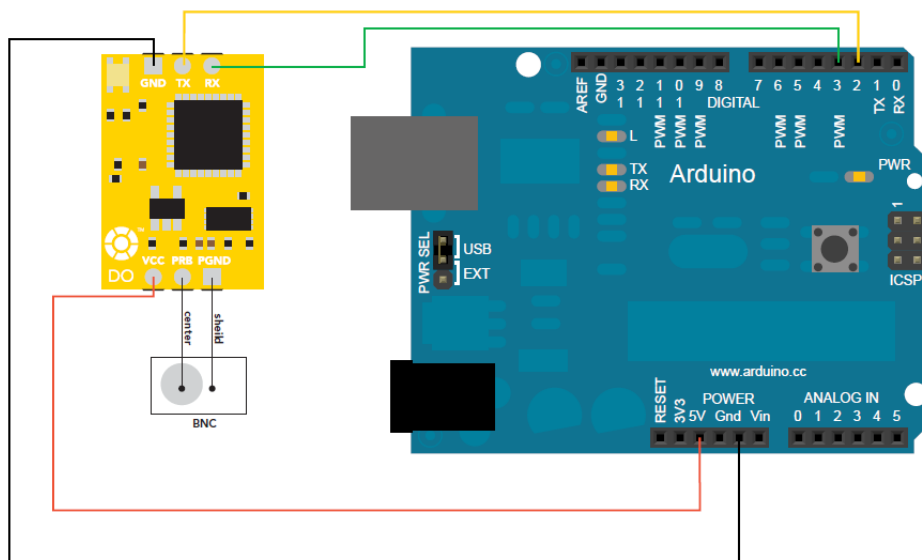 GND TX RX
™
DO
VCC PRB PGND
center
sheild
BNC
AREF
GND
13
12
11
10
9
8
DIGITAL
7
6
5
4
3
2
1
0
TX
RX
PWM
PWM
PWM
PWM
PWM
PWM
L
TX
RX
Arduino
PWR
1
ICSP
PWR SEL
USB
EXT
www.arduino.cc
POWER
ANALOG IN
RESET
3V3
5V
Gnd
Vin
0 1 2 3 4 5